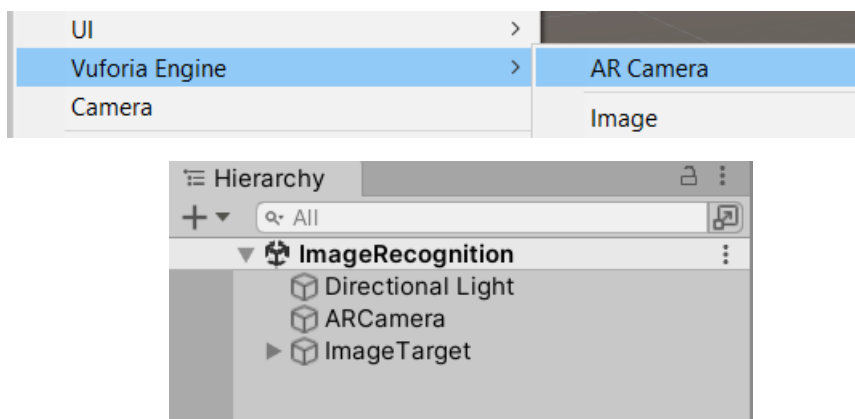 UI
Vuforia Engine
AR Camera
Camera
Image
Hierarchy
All
ImageRecognition
Directional Light
ARCamera
ImageTarget